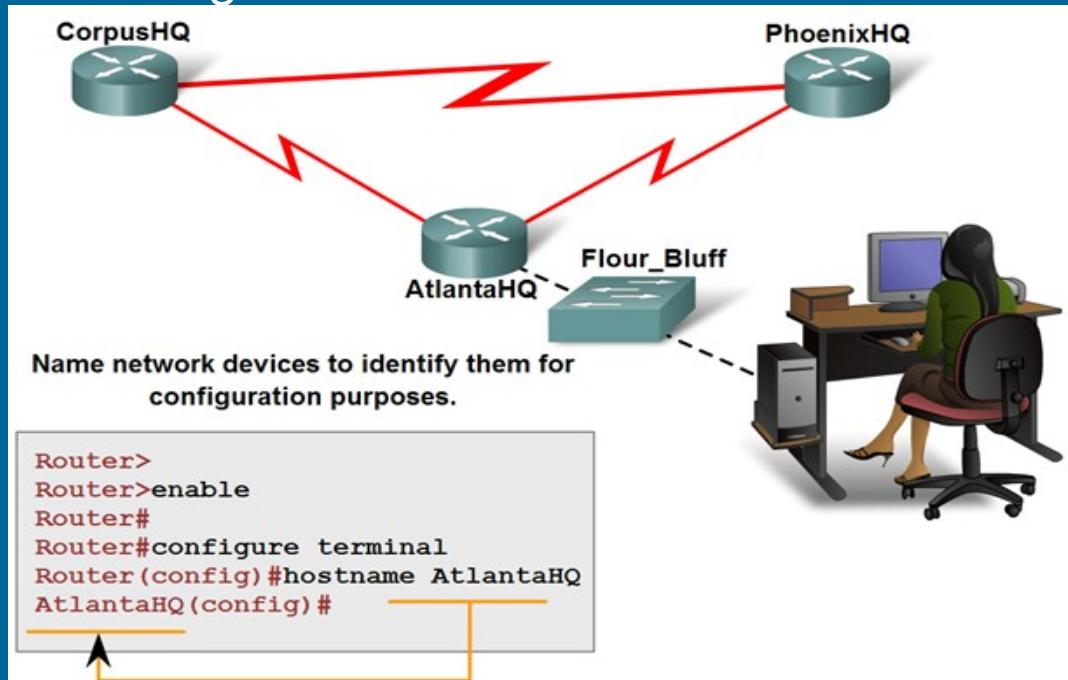 CorpusHQ
PhoenixHQ
AtlantaHQ
Flour_Bluff
Name network devices to identify them for
configuration purposes.
Router>
Router>enable
Router#
Router#configure terminal
Router(config)#hostname AtlantaHQ
AtlantaHQ(config)#